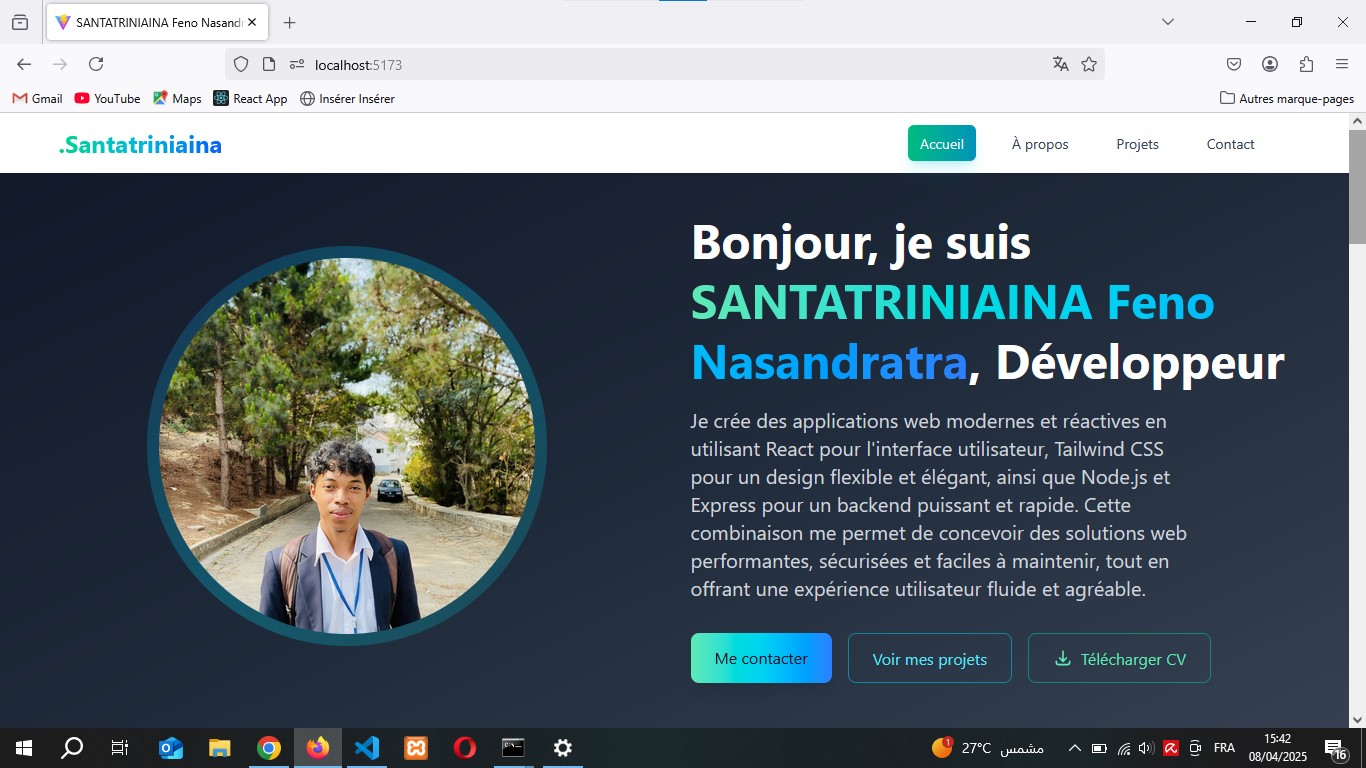 SANTATRINIAINA Feno Nasandr
localhost:5173
Gmail
YouTube
Maps
React App
Insérer Insérer
Autres marque-pages
.Santatriniaina
Accueil
À propos
Projets
Contact
Bonjour, je suis
SANTATRINIAINA Feno
Nasandratra, Développeur
Je crée des applications web modernes et réactives en
utilisant React pour l'interface utilisateur, Tailwind CSS
pour un design flexible et élégant, ainsi que Node.js et
Express pour un backend puissant et rapide. Cette
combinaison me permet de concevoir des solutions web
performantes, sécurisées et faciles à maintenir, tout en
offrant une expérience utilisateur fluide et agréable.
Me contacter
Voir mes projets
Télécharger CV
1
27°C مشمس
FRA
15:42
08/04/2025
16